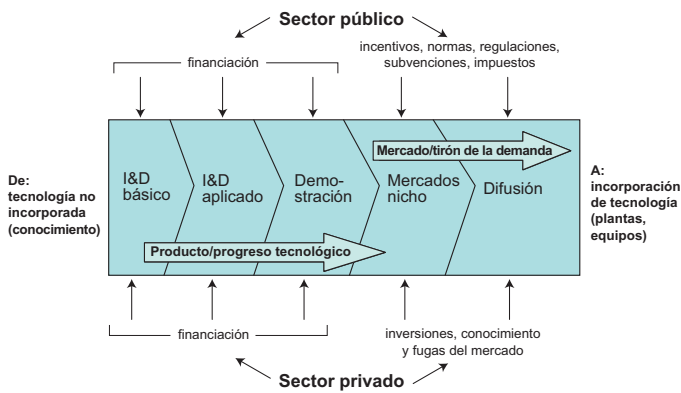 Sector público
financiación
incentivos, normas, regulaciones,
subvenciones, impuestos
Mercado/tirón de la demanda
De:
tecnología no
incorporada
(conocimiento)
I&D
básico
I&D
aplicado
Demo-
stración
Mercados
nicho
Difusión
A:
incorporación
de tecnología
(plantas,
equipos)
Producto/progreso tecnológico
financiación
inversiones, conocimiento
y fugas del mercado
Sector privado